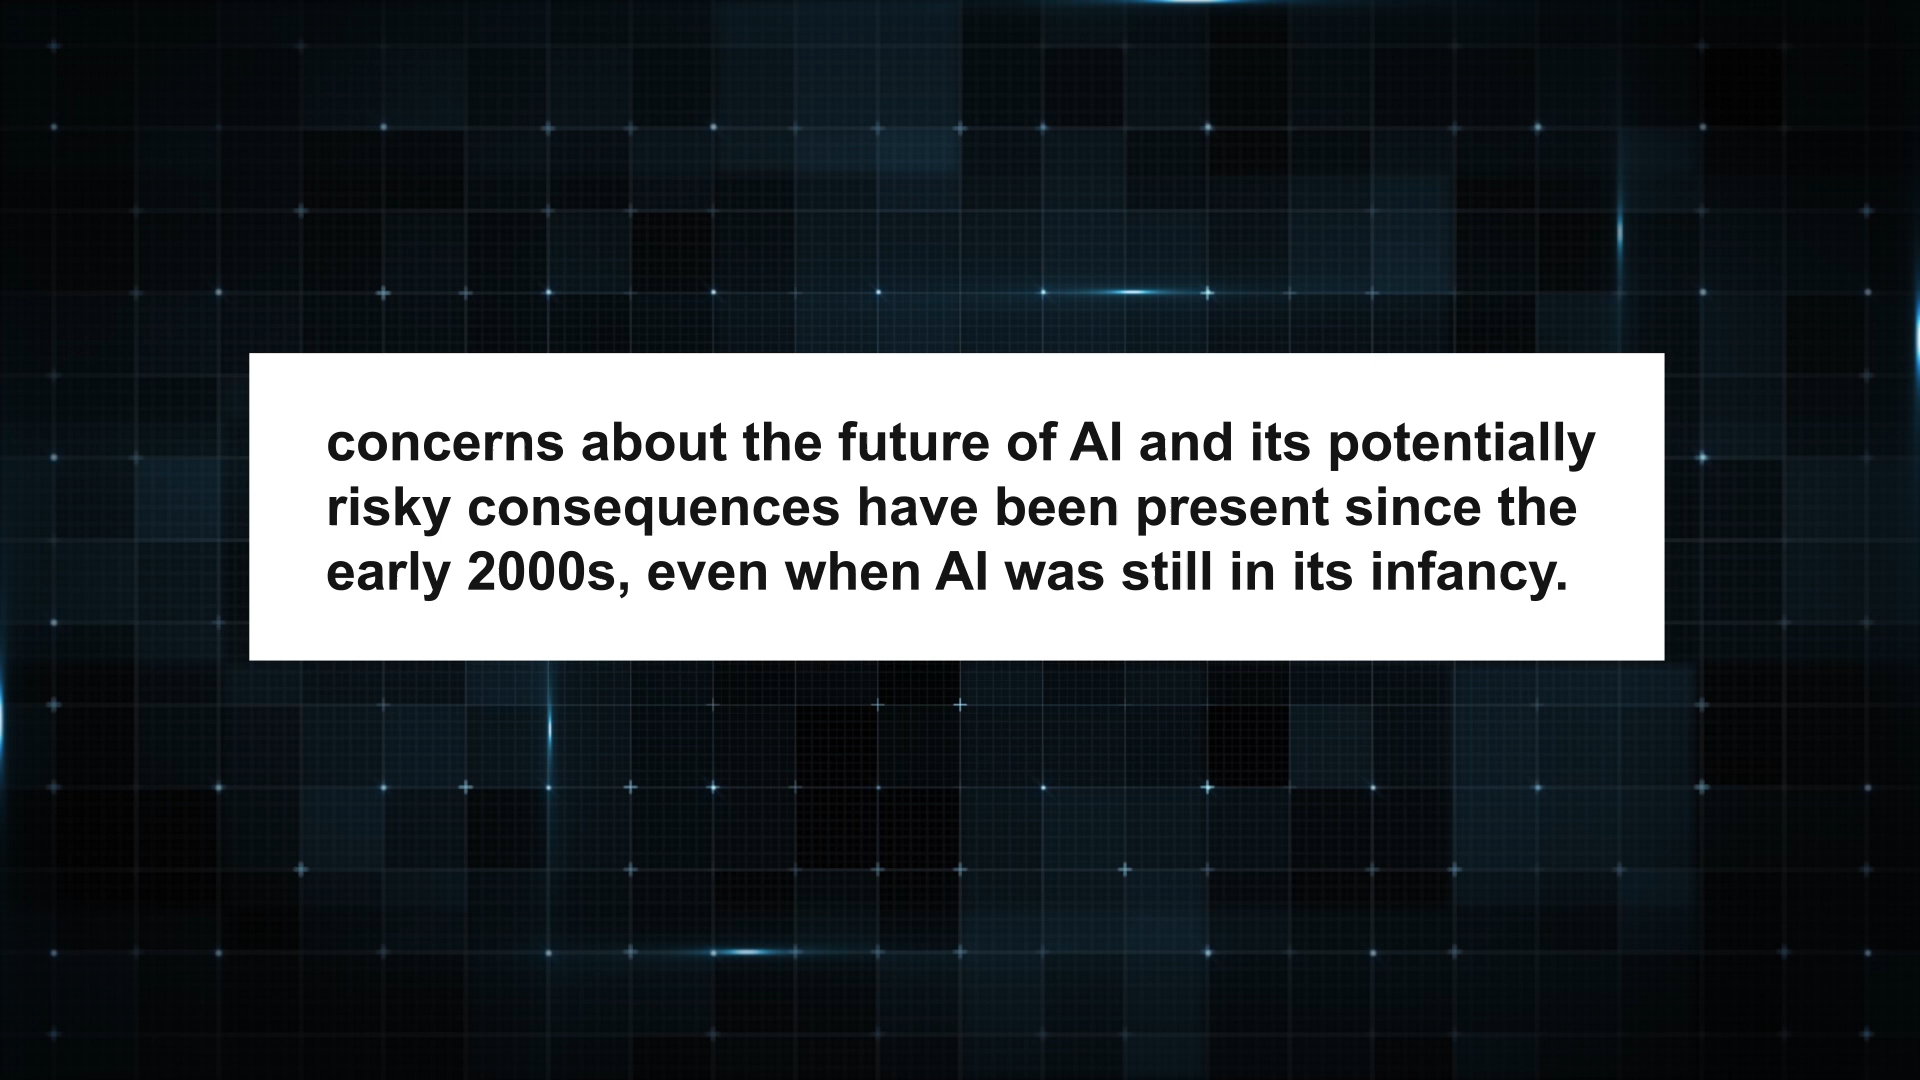 concerns about the future of AI and its potentially
risky consequences have been present since the
early 2000s, even when AI was still in its infancy.